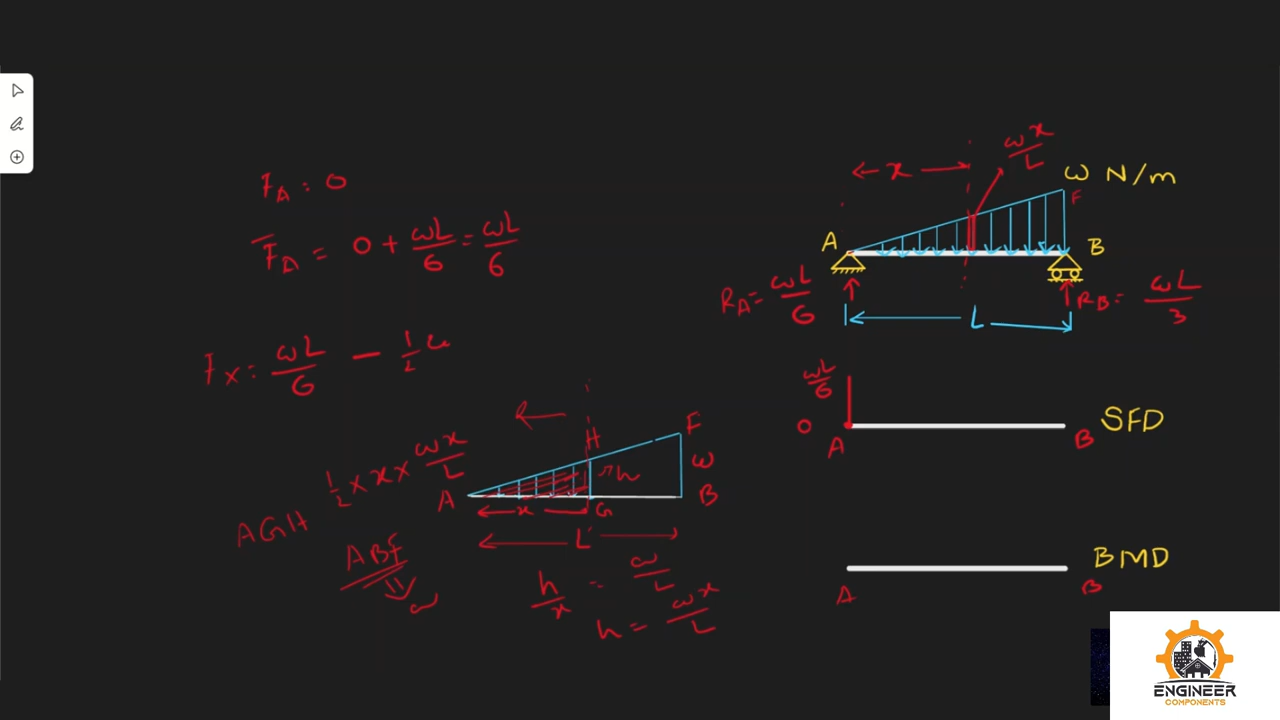 F_A = 0
F_A = 0 + ωL/6 = ωL/6
F_X = ωL/6 - 1/2
1/2 × x × ωx/L
AGH
ABF
ω
A
H
F
h
ω
B
G
x
L
h/x = ω/L
h = ωx/L
x
ωx/L
ω N/m
F
A
B
R_A = ωL/6
R_B = ωL/3
L
ωL/6
0
A
B
SFD
A
B
BMD
ENGINEER
COMPONENTS